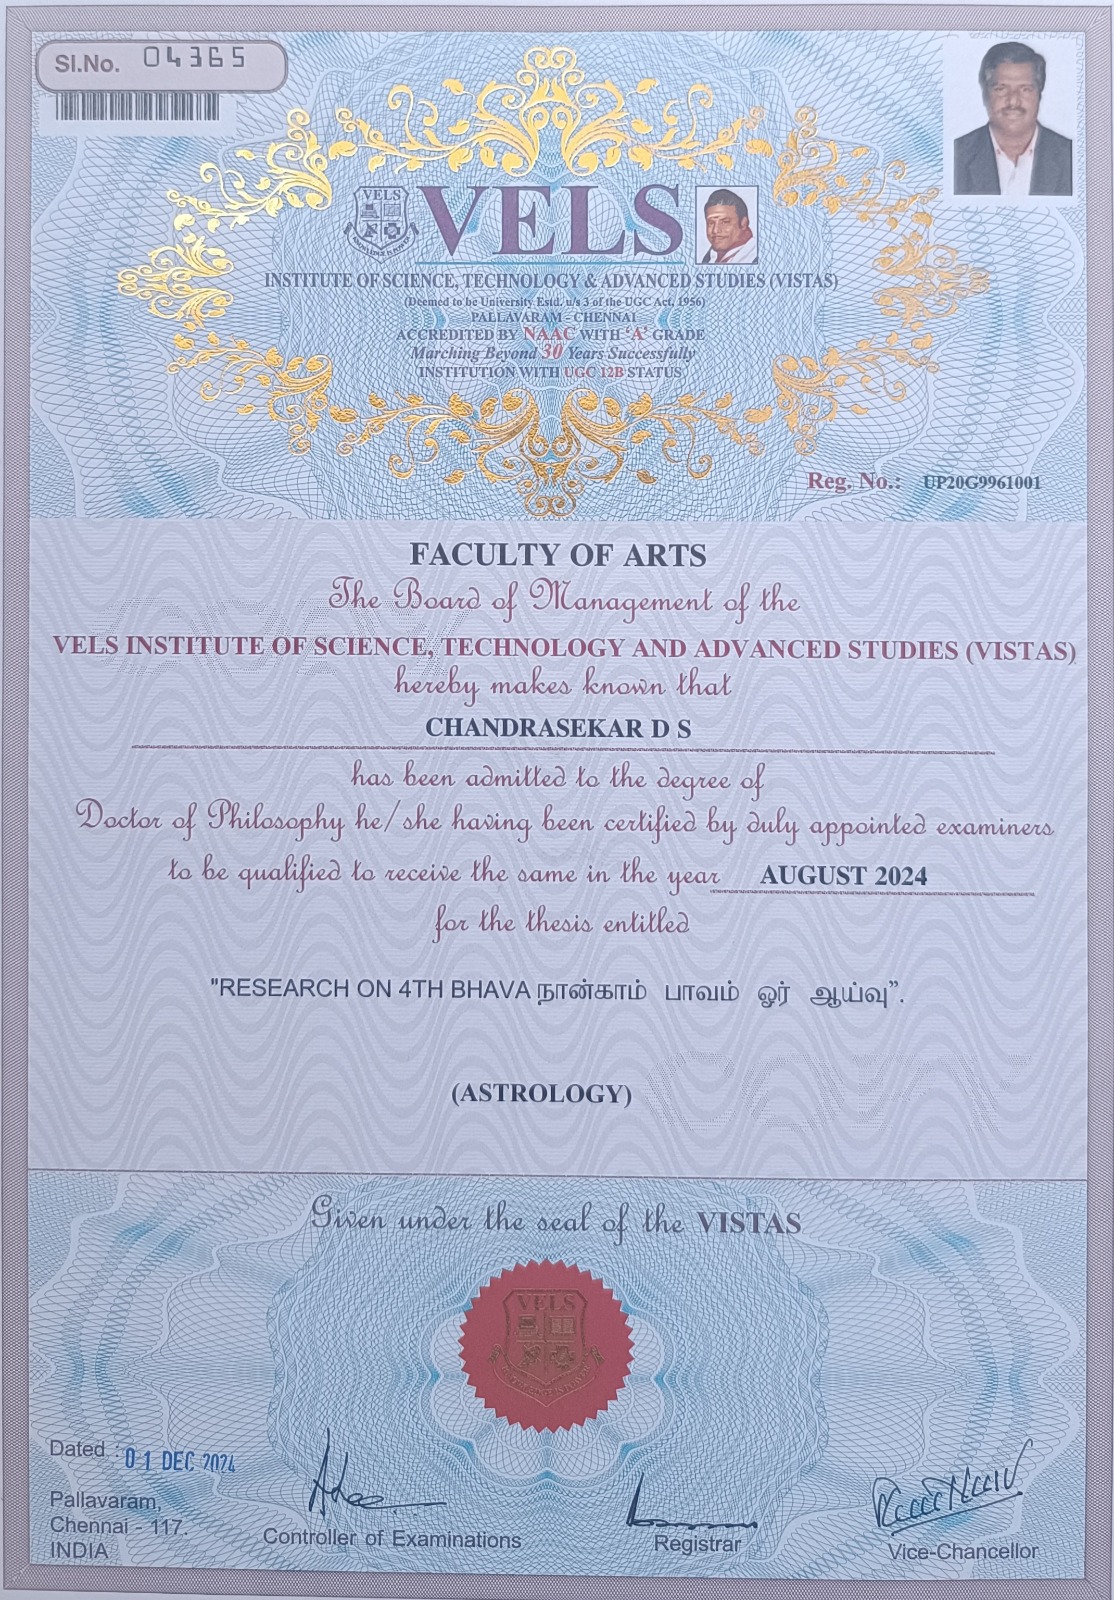 Sl.No. 04365
VELS
VELS
INSTITUTE OF SCIENCE, TECHNOLOGY & ADVANCED STUDIES (VISTAS)
(Deemed to be University Estd. u/s 3 of the UGC Act, 1956)
PALLAVARAM - CHENNAI
ACCREDITED BY NAAC WITH 'A' GRADE
Marching Beyond 30 Years Successfully
INSTITUTION WITH UGC 12B STATUS
Reg. No.: UP20G9961001
FACULTY OF ARTS
The Board of Management of the
VELS INSTITUTE OF SCIENCE, TECHNOLOGY AND ADVANCED STUDIES (VISTAS)
hereby makes known that
CHANDRASEKAR D S
has been admitted to the degree of
Doctor of Philosophy he/she having been certified by duly appointed examiners
to be qualified to receive the same in the year AUGUST 2024
for the thesis entitled
"RESEARCH ON 4TH BHAVA நான்காம் பாவம் ஓர் ஆய்வு”.
(ASTROLOGY)
Given under the seal of the VISTAS
VELS
Dated : 01 DEC 2024
Pallavaram,
Chennai - 117.
INDIA
Controller of Examinations
Registrar
Vice-Chancellor